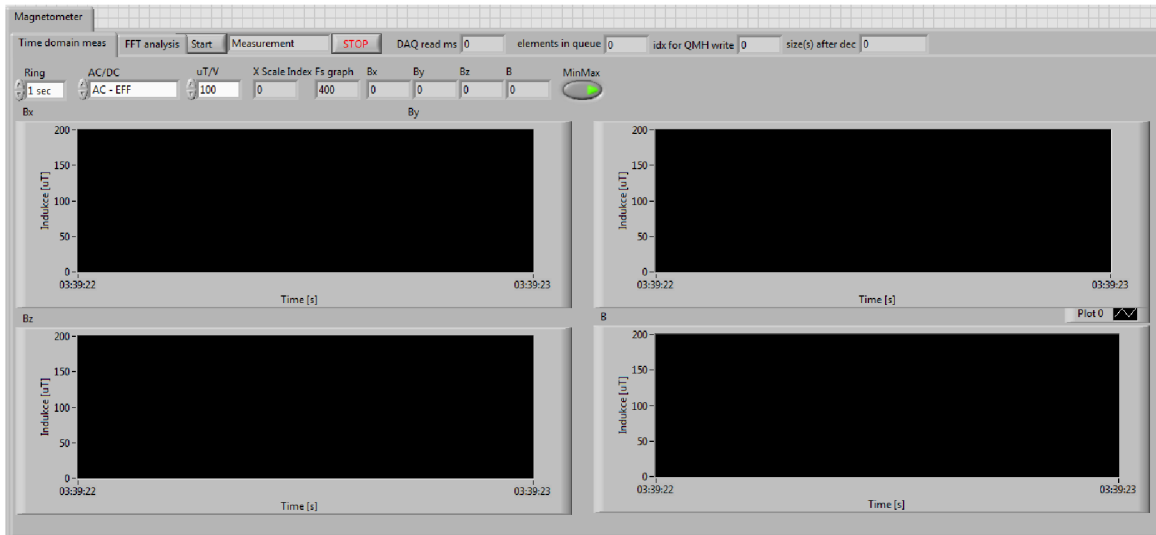 Magnetometer
Time domain meas FFT analysis Start Measurement STOP DAQ read ms 0 elements in queue 0 idx for QMH write 0 size(s) after dec 0
Ring AC/DC uT/V X Scale Index Fs graph Bx By Bz B MinMax
1 sec AC - EFF 100 0 400 0 0 0 0
Bx By
200
150
100
50
0
Indukce [uT]
03:39:22 03:39:23
Time [s]
200
150
100
50
0
Indukce [uT]
03:39:22 03:39:23
Time [s]
Bz
200
150
100
50
0
Indukce [uT]
03:39:22 03:39:23
Time [s]
B Plot 0
200
150
100
50
0
Indukce [uT]
03:39:22 03:39:23
Time [s]